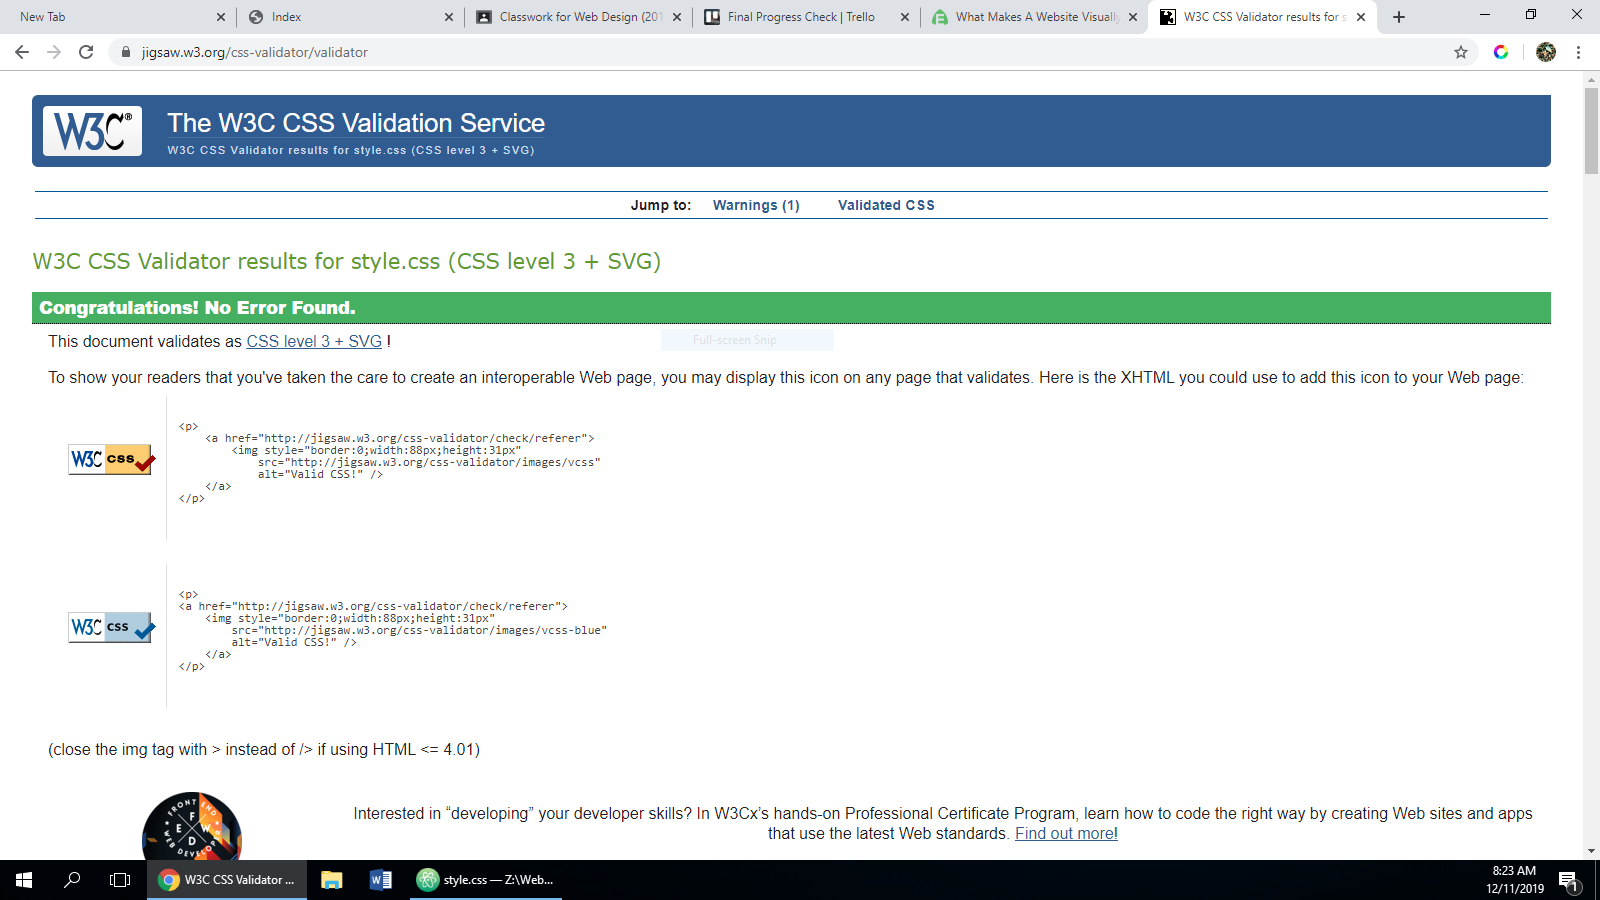 New Tab
Index
Classwork for Web Design (201
Final Progress Check | Trello
What Makes A Website Visually
W3C CSS Validator results for s
jigsaw.w3.org/css-validator/validator
W3C®
The W3C CSS Validation Service
W3C CSS Validator results for style.css (CSS level 3 + SVG)
Jump to: Warnings (1) Validated CSS
W3C CSS Validator results for style.css (CSS level 3 + SVG)
Congratulations! No Error Found.
This document validates as CSS level 3 + SVG !
Full-screen Snip
To show your readers that you've taken the care to create an interoperable Web page, you may display this icon on any page that validates. Here is the XHTML you could use to add this icon to your Web page:
W3C css
<p>
<a href="http://jigsaw.w3.org/css-validator/check/referer">
<img style="border:0;width:88px;height:31px"
src="http://jigsaw.w3.org/css-validator/images/vcss"
alt="Valid CSS!" />
</a>
</p>
W3C css
<p>
<a href="http://jigsaw.w3.org/css-validator/check/referer">
<img style="border:0;width:88px;height:31px"
src="http://jigsaw.w3.org/css-validator/images/vcss-blue"
alt="Valid CSS!" />
</a>
</p>
(close the img tag with > instead of /> if using HTML <= 4.01)
FRONT END
WEB DEVELOPER
F
E W
D
Interested in “developing” your developer skills? In W3Cx’s hands-on Professional Certificate Program, learn how to code the right way by creating Web sites and apps
that use the latest Web standards. Find out more!
W3C CSS Validator ...
style.css — Z:\Web...
8:23 AM
12/11/2019
1